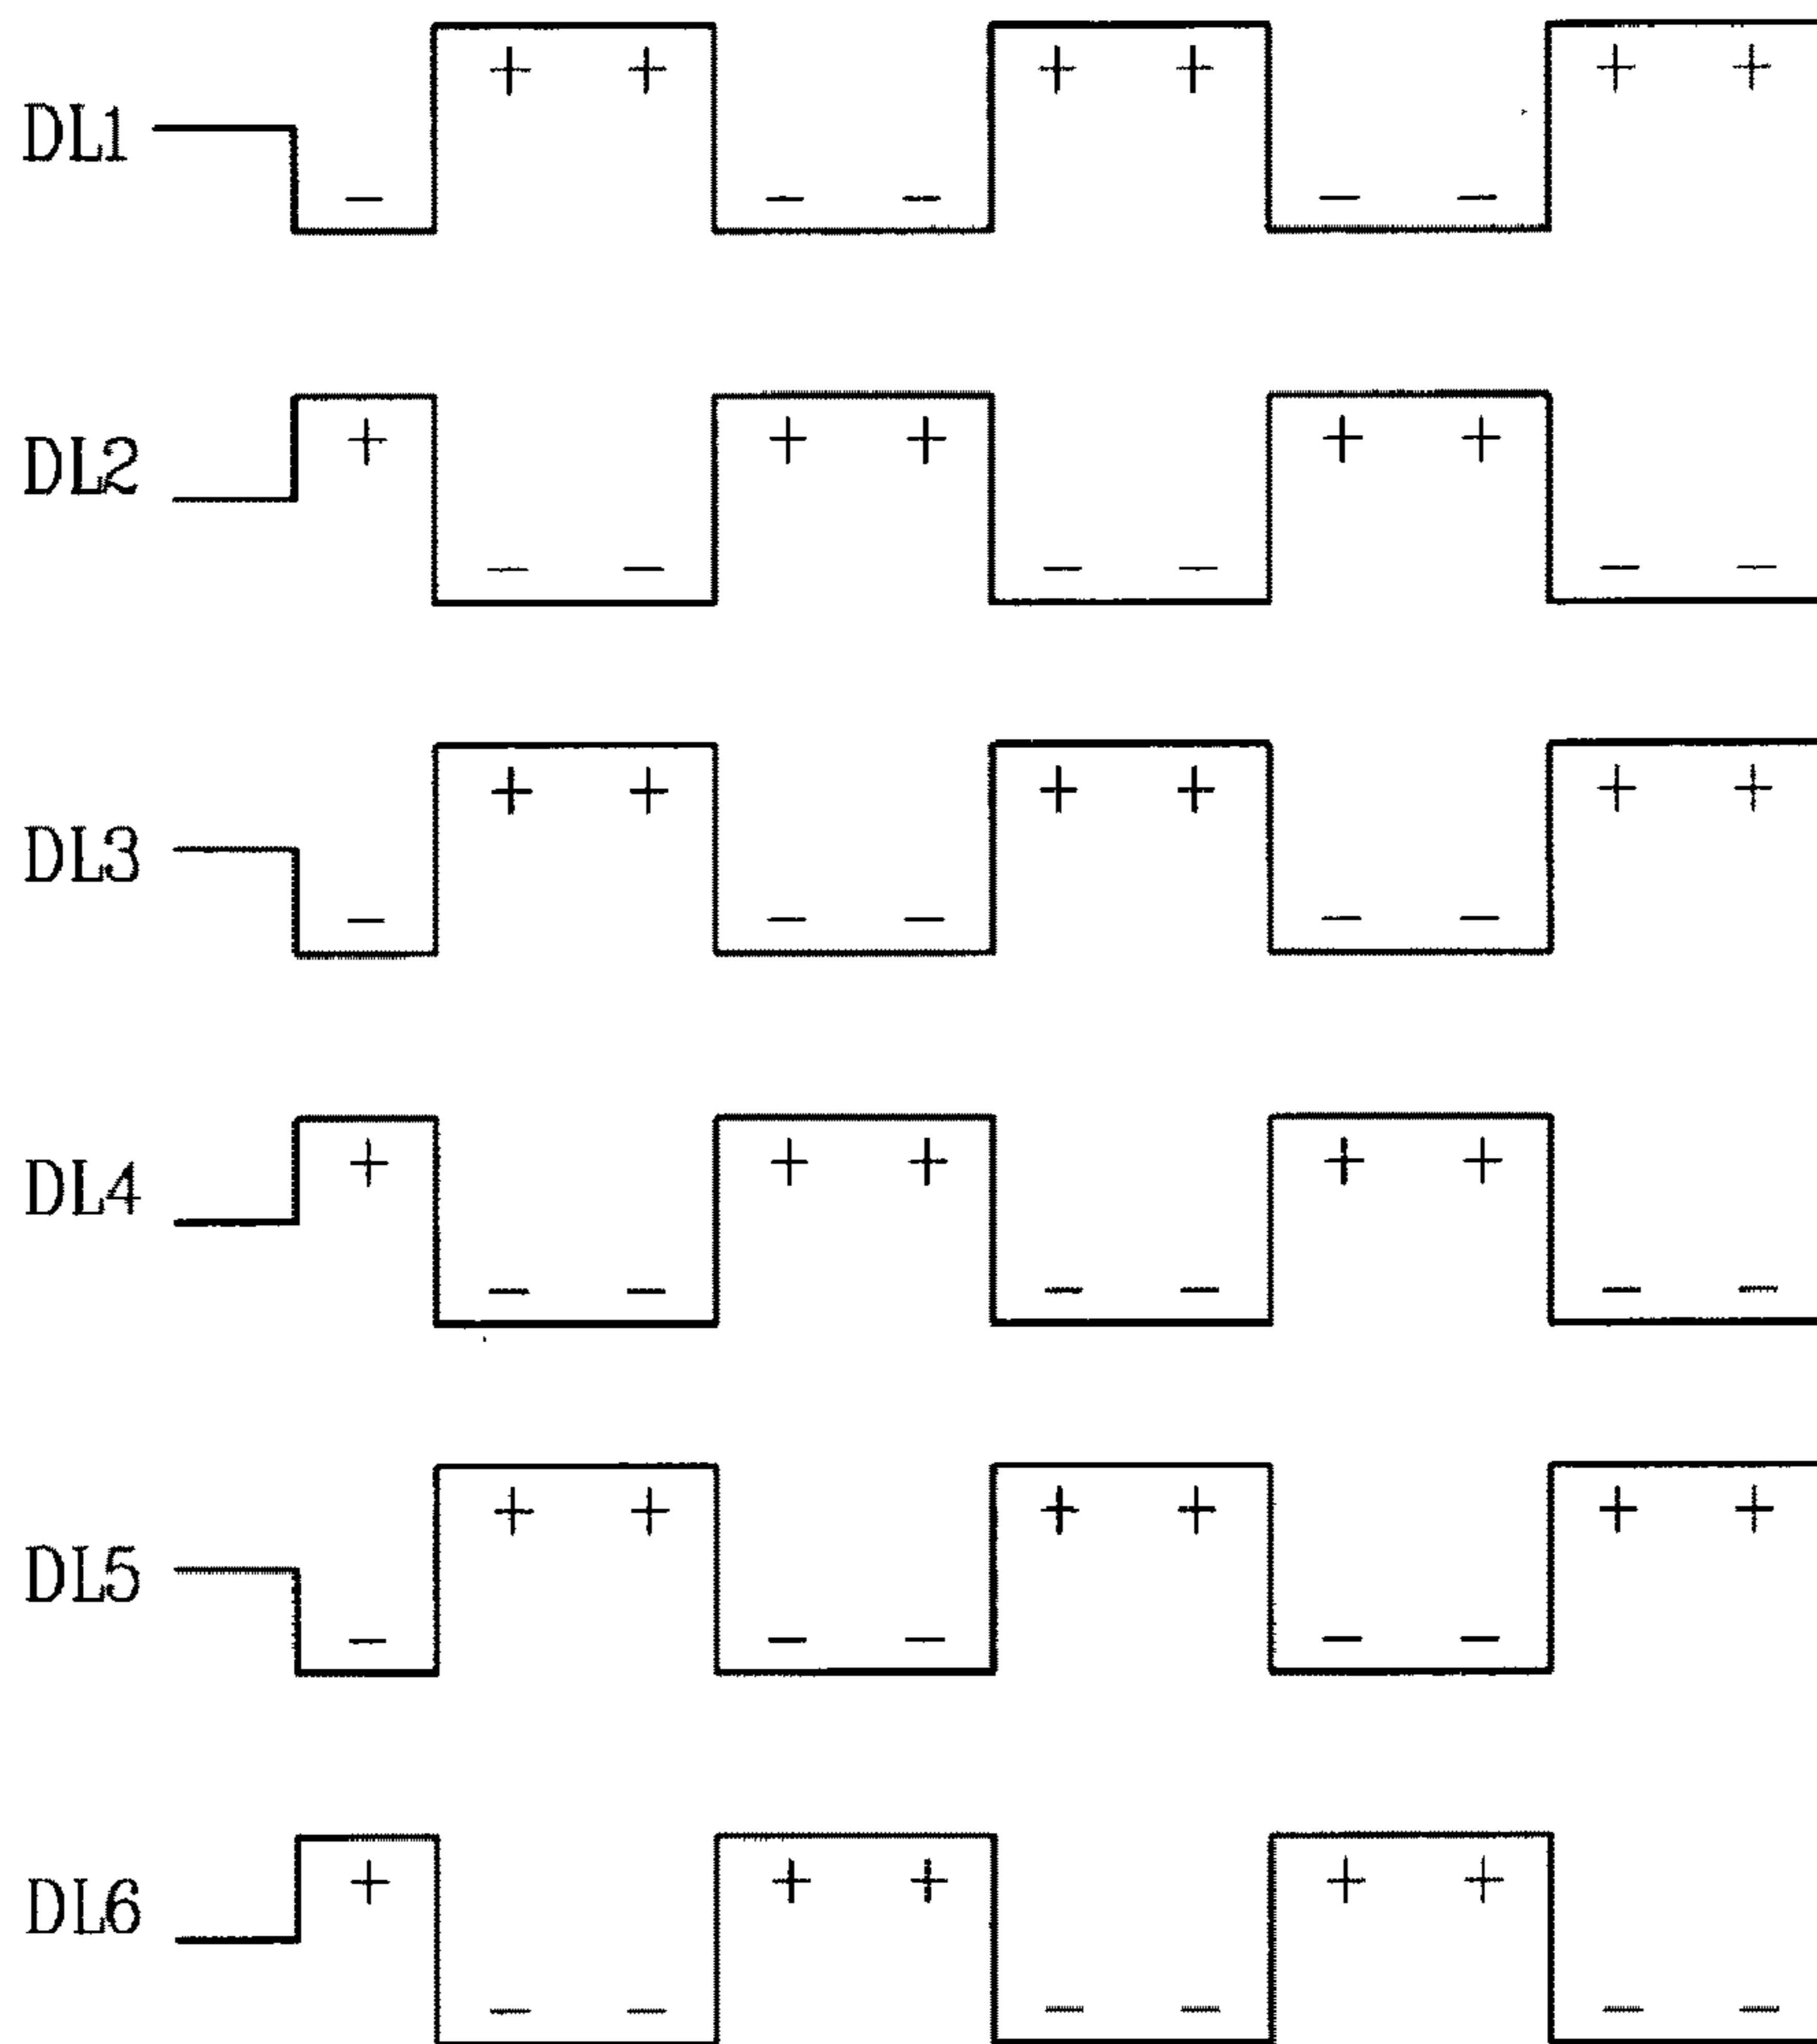 + + + + + +
DL1
− − − − −
+ + + + +
DL2
− − − − − −
+ + + + + +
DL3
− − − − −
+ + + + +
DL4
− − − − − −
+ + + + + +
DL5
− − − − −
+ + + + +
DL6
− − − − − −